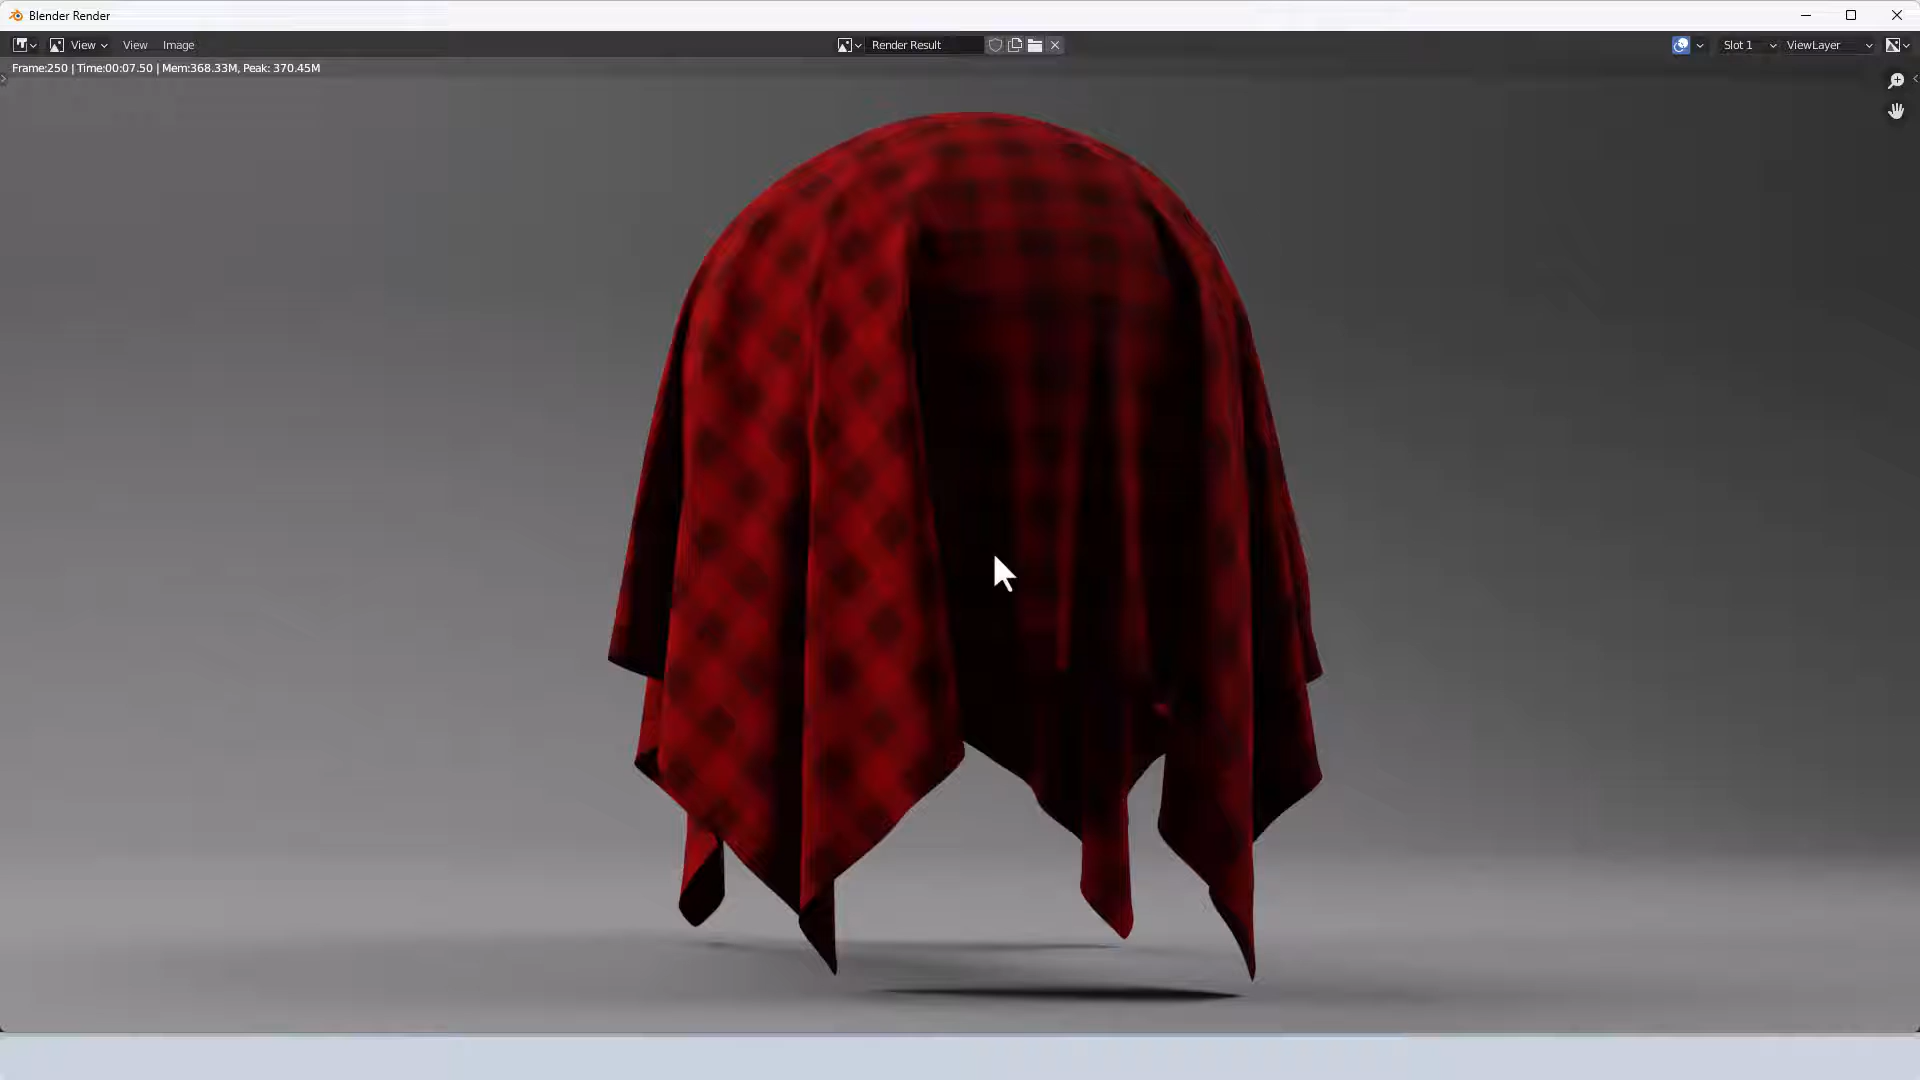 Blender Render
View View Image Render Result Slot 1 ViewLayer
Frame:250 | Time:00:07.50 | Mem:368.33M, Peak: 370.45M